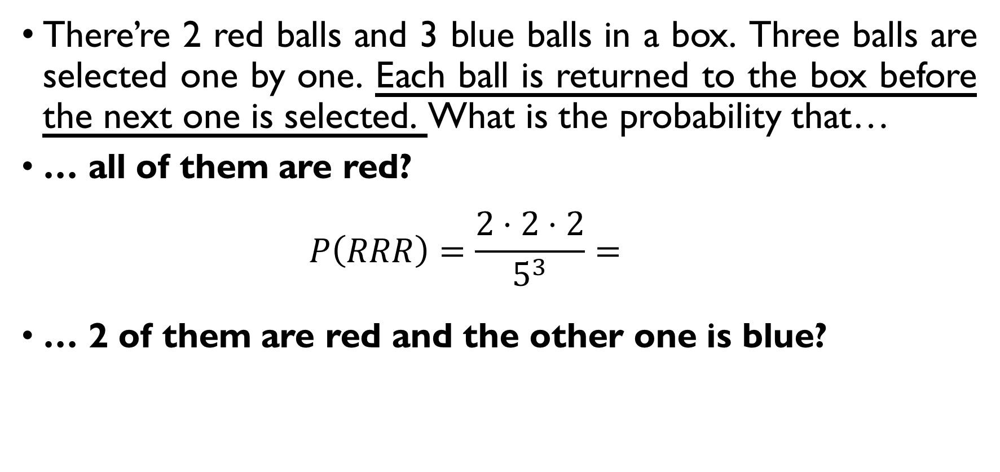 • There’re 2 red balls and 3 blue balls in a box. Three balls are
selected one by one. Each ball is returned to the box before
the next one is selected. What is the probability that…
• … all of them are red?
P(RRR) = \frac{2 · 2 · 2}{5^3} =
• … 2 of them are red and the other one is blue?